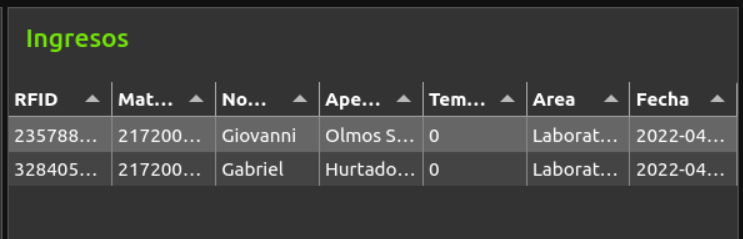 Ingresos
RFID Mat... No... Ape... Tem... Area Fecha
235788... 217200... Giovanni Olmos S... 0 Laborat... 2022-04...
328405... 217200... Gabriel Hurtado... 0 Laborat... 2022-04...